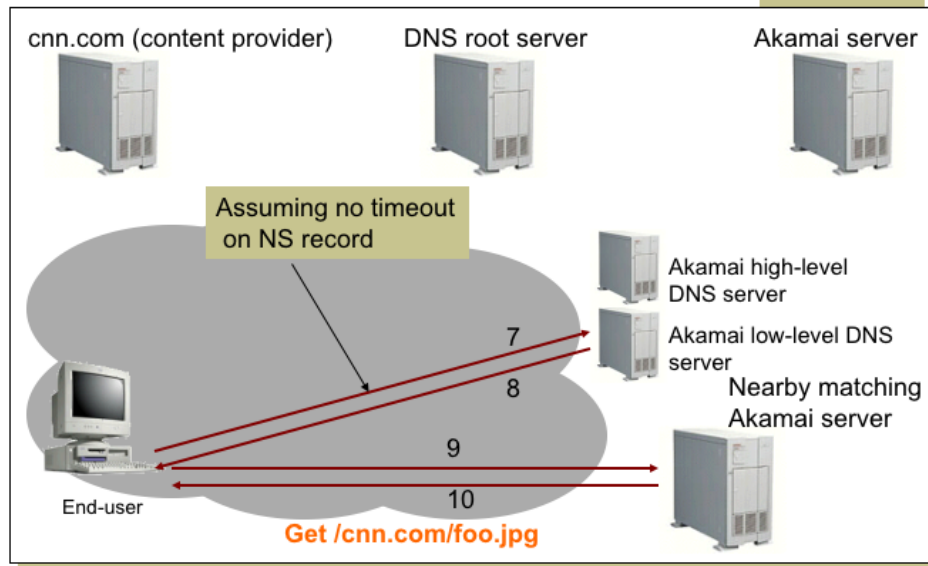 cnn.com (content provider)
DNS root server
Akamai server
Assuming no timeout
on NS record
Akamai high-level
DNS server
Akamai low-level DNS
server
Nearby matching
Akamai server
7
8
9
10
End-user
Get /cnn.com/foo.jpg